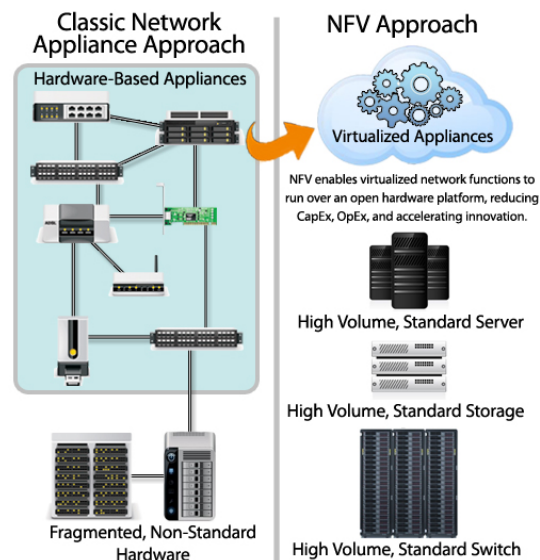 Classic Network
Appliance Approach
Hardware-Based Appliances
Fragmented, Non-Standard
Hardware
NFV Approach
Virtualized Appliances
NFV enables virtualized network functions to
run over an open hardware platform, reducing
CapEx, OpEx, and accelerating innovation.
High Volume, Standard Server
High Volume, Standard Storage
High Volume, Standard Switch